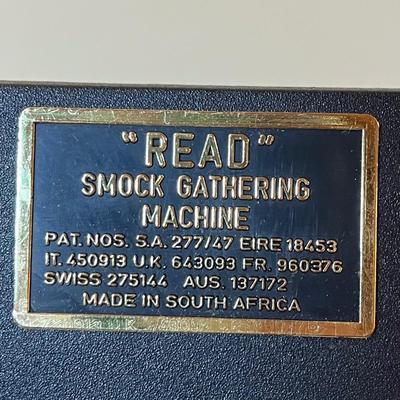 "READ"
SMOCK GATHERING
MACHINE
PAT. NOS. S.A. 277/47 EIRE 18453
IT. 450913 U.K. 643093 FR. 960376
SWISS 275144 AUS. 137172
MADE IN SOUTH AFRICA